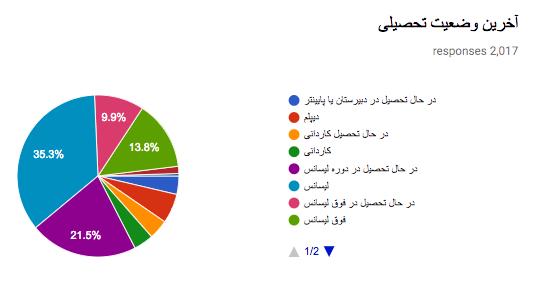 آخرین وضعیت تحصیلی
2,017 responses
در حال تحصیل در دبیرستان یا پایینتر
دیپلم
در حال تحصیل کاردانی
کاردانی
در حال تحصیل در دوره لیسانس
لیسانس
در حال تحصیل در فوق لیسانس
فوق لیسانس
1/2
9.9%
13.8%
35.3%
21.5%